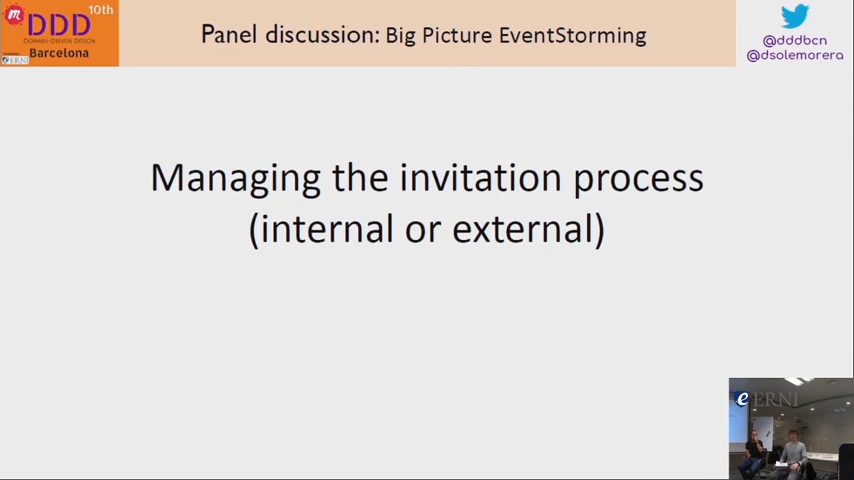 10th
DDD
DOMAIN-DRIVEN DESIGN
Barcelona
ERNI
Panel discussion: Big Picture EventStorming
@dddbcn
@dsolemorera
Managing the invitation process
(internal or external)
e ERNI